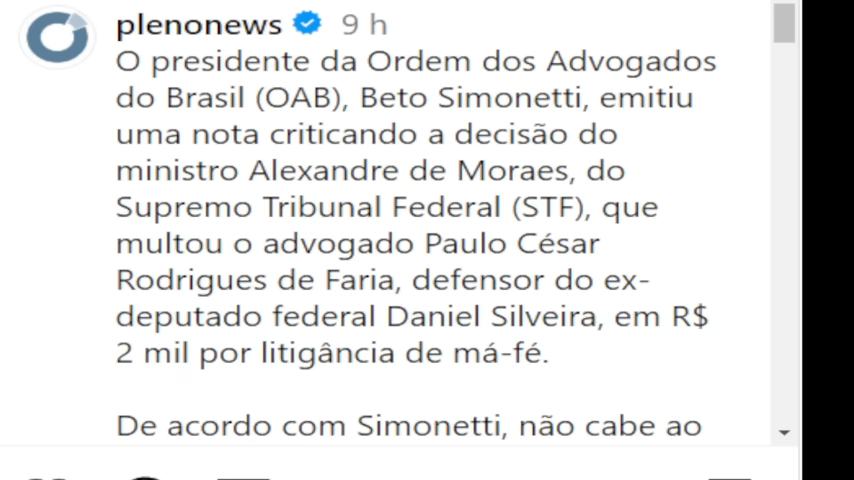 plenonews 9 h
O presidente da Ordem dos Advogados
do Brasil (OAB), Beto Simonetti, emitiu
uma nota criticando a decisão do
ministro Alexandre de Moraes, do
Supremo Tribunal Federal (STF), que
multou o advogado Paulo César
Rodrigues de Faria, defensor do ex-
deputado federal Daniel Silveira, em R$
2 mil por litigância de má-fé.
De acordo com Simonetti, não cabe ao